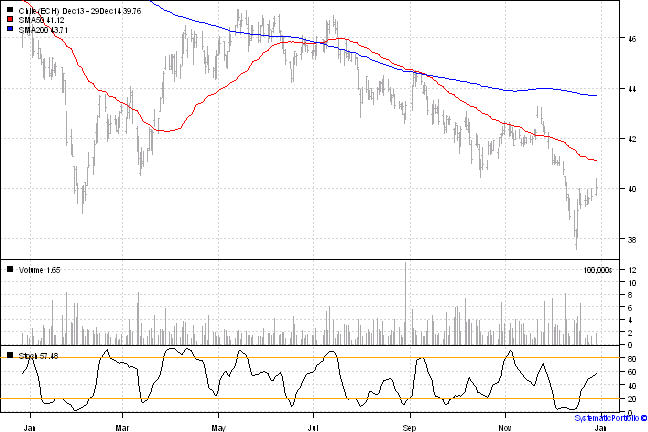 Chile(ECH) Dec13 - 29Dec14 39.76
SMA50 41.12
SMA200 43.71
46
44
42
40
38
Volume 1.65
100,000s
12
10
8
6
4
2
0
Stoch 57.48
80
60
40
20
0
Jan Mar May Jul Sep Nov Jan
SystematicPortfolio ©